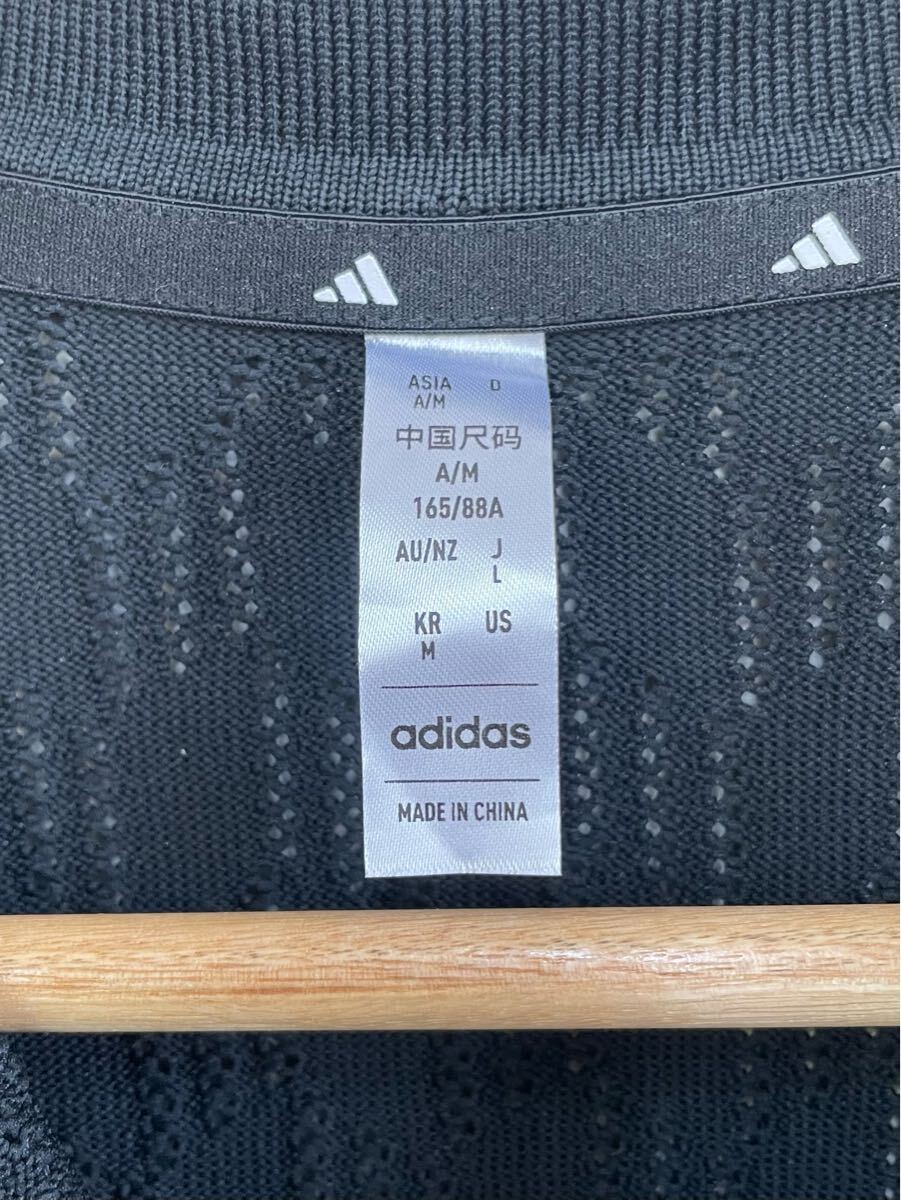 ASIA D
A/M
中国尺码
A/M
165/88A
AU/NZ J
L
KR US
M
adidas
MADE IN CHINA